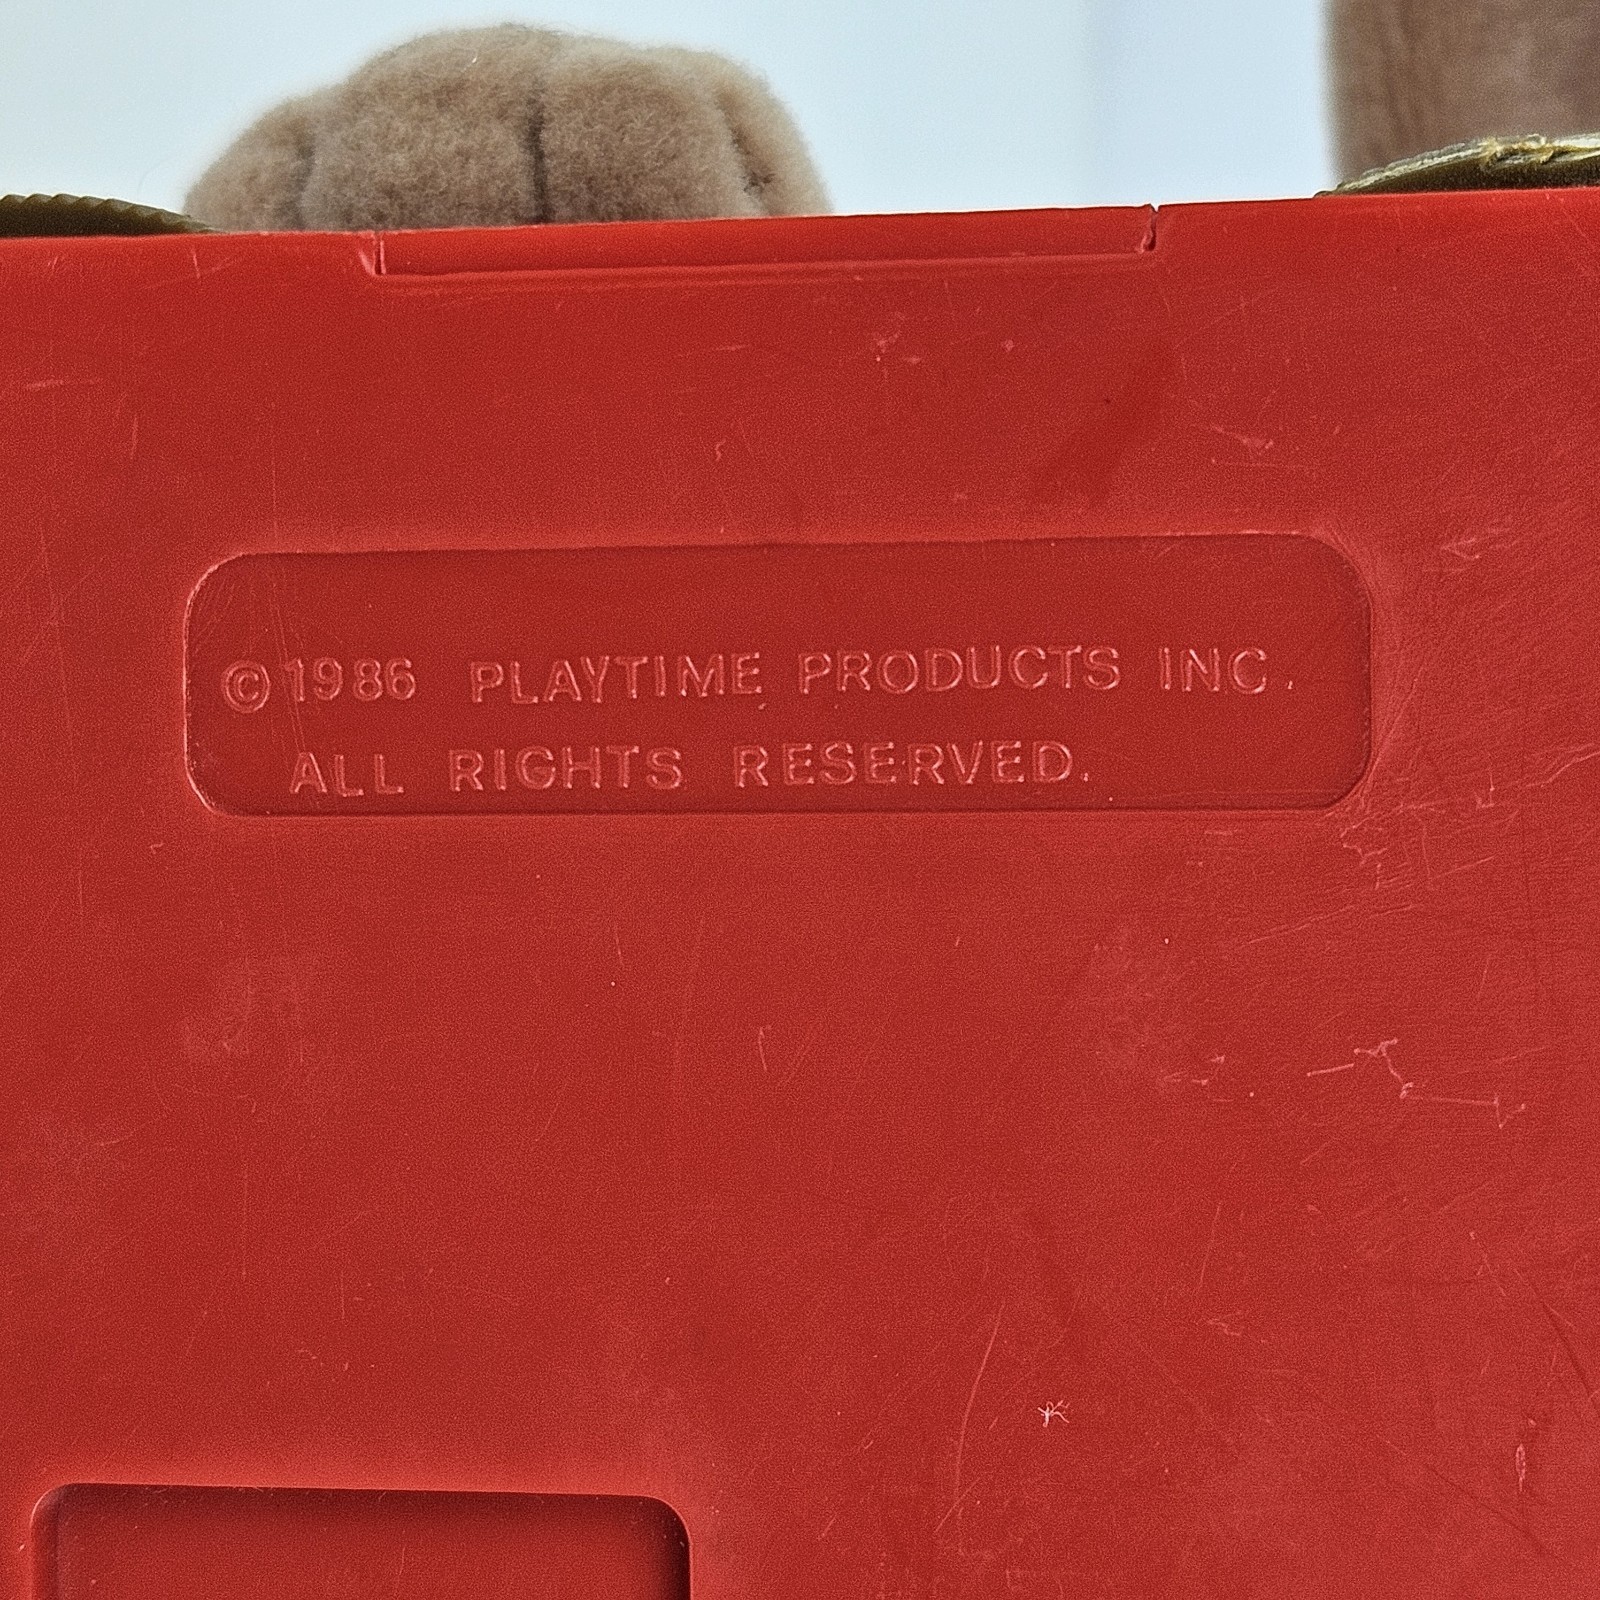 ©1986 PLAYTIME PRODUCTS INC.
ALL RIGHTS RESERVED.